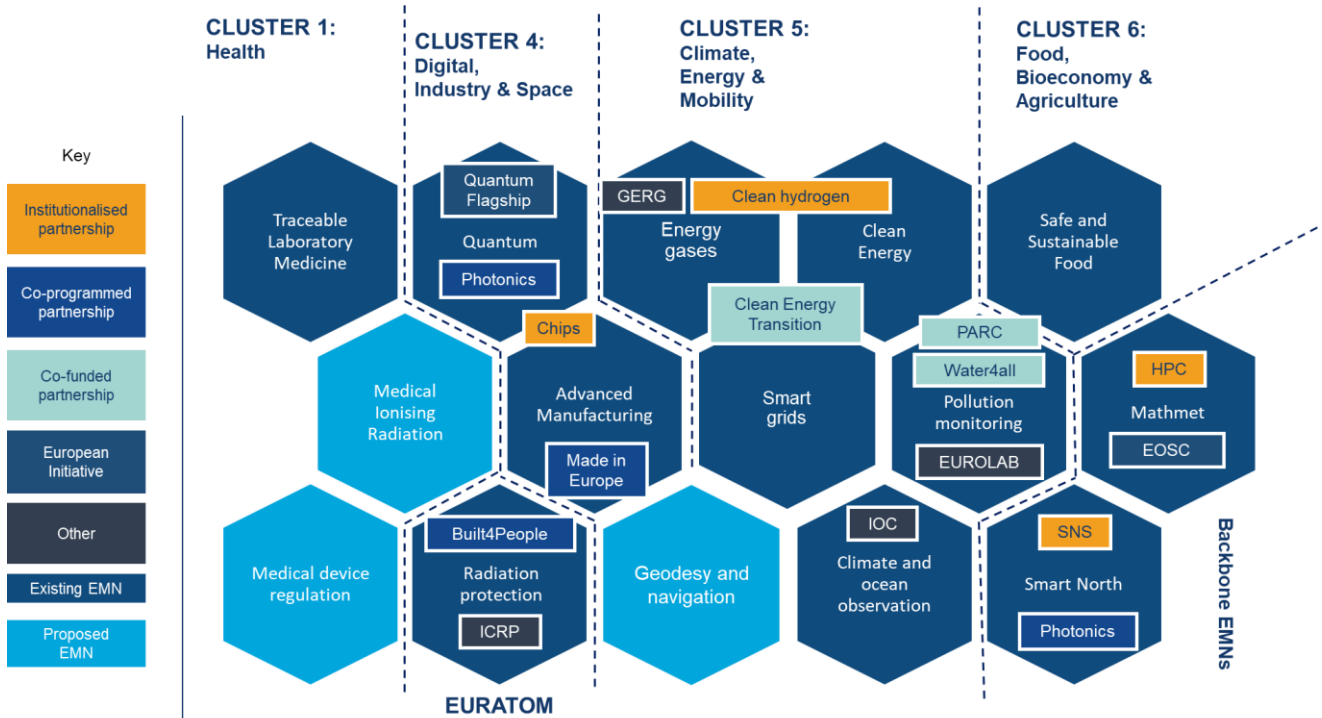 CLUSTER 1:
Health
CLUSTER 4:
Digital,
Industry & Space
CLUSTER 5:
Climate,
Energy &
Mobility
CLUSTER 6:
Food,
Bioeconomy &
Agriculture
Key
Institutionalised
partnership
Co-programmed
partnership
Co-funded
partnership
European
Initiative
Other
Existing EMN
Proposed
EMN
Traceable
Laboratory
Medicine
Quantum
Flagship
Quantum
Photonics
GERG
Clean hydrogen
Energy
gases
Clean
Energy
Safe and
Sustainable
Food
Clean Energy
Transition
Chips
PARC
Water4all
Medical
Ionising
Radiation
Advanced
Manufacturing
Made in
Europe
Smart
grids
Pollution
monitoring
EUROLAB
HPC
Mathmet
EOSC
Medical device
regulation
Built4People
Radiation
protection
ICRP
Geodesy and
navigation
IOC
Climate and
ocean
observation
SNS
Smart North
Photonics
Backbone EMNs
EURATOM